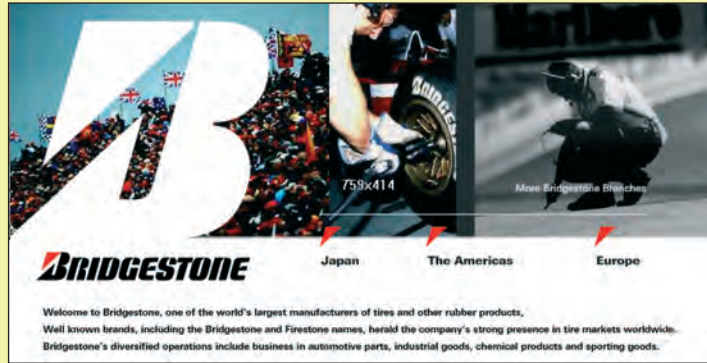 BRIDGESTONE
759x414
More Bridgestone Branches
BRIDGESTONE
Japan The Americas Europe
Welcome to Bridgestone, one of the world's largest manufacturers of tires and other rubber products,
Well known brands, including the Bridgestone and Firestone names, herald the company's strong presence in tire markets worldwide.
Bridgestone's diversified operations include business in automotive parts, industrial goods, chemical products and sporting goods.